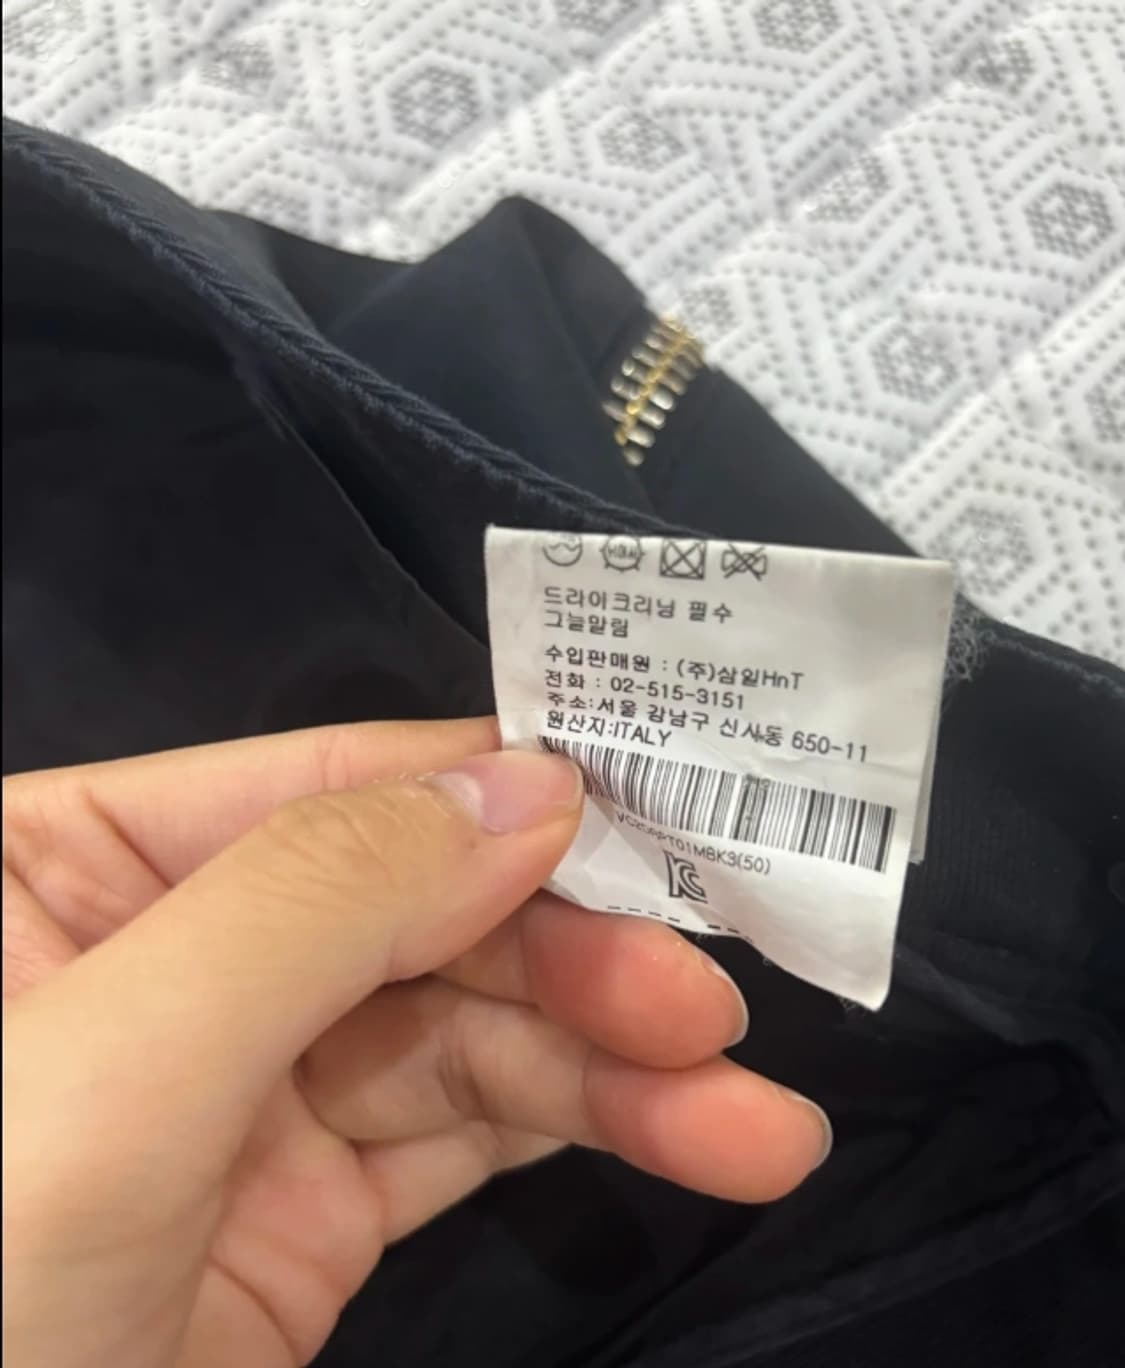 드라이크리닝 필수
그늘말림
수입판매원 : (주)삼일HnT
전화 : 02-515-3151
주소:서울 강남구 신사동 650-11
원산지:ITALY